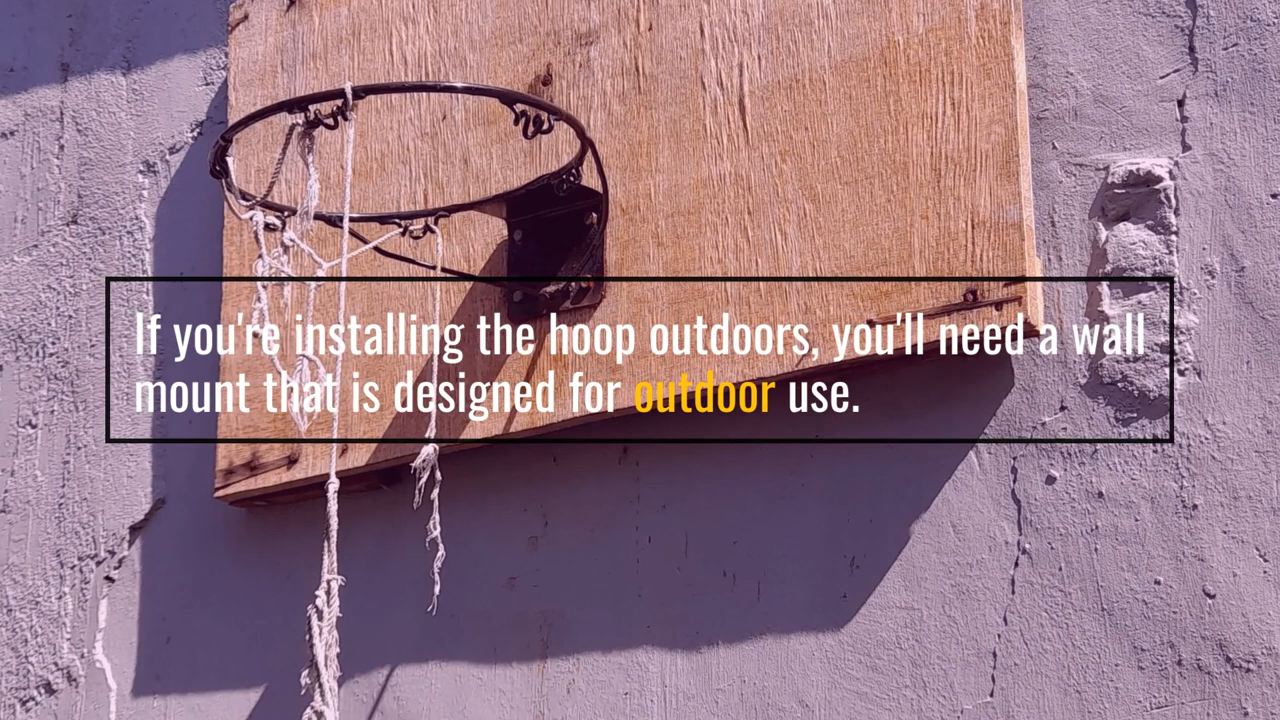 If you're installing the hoop outdoors, you'll need a wall
mount that is designed for outdoor use.